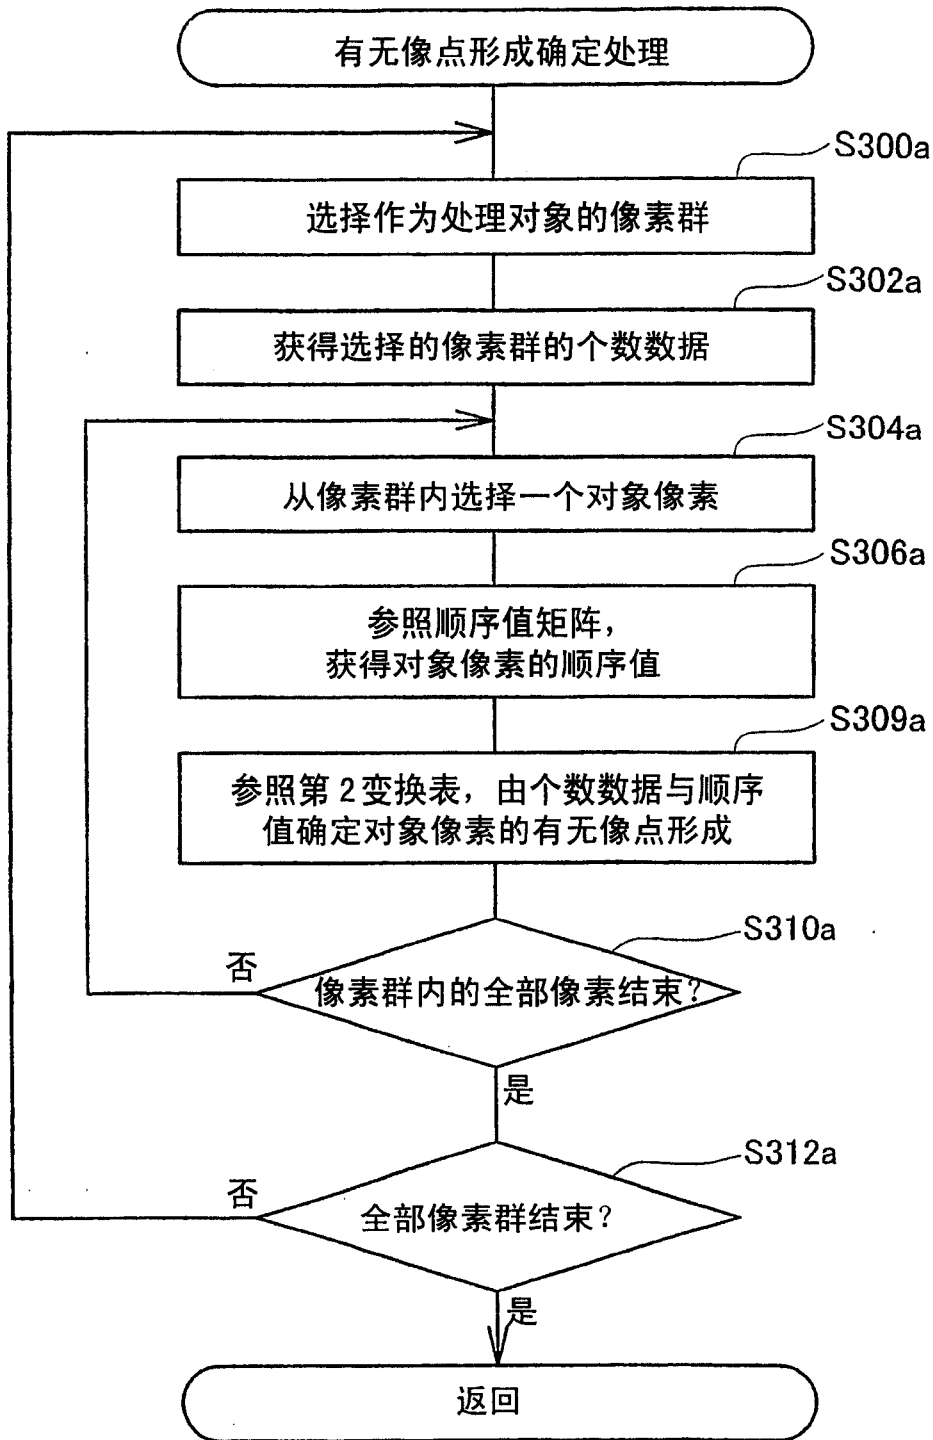 有无像点形成确定处理
S300a
选择作为处理对象的像素群
S302a
获得选择的像素群的个数数据
S304a
从像素群内选择一个对象像素
S306a
参照顺序值矩阵，
获得对象像素的顺序值
S309a
参照第2变换表，由个数数据与顺序
值确定对象像素的有无像点形成
S310a
否
像素群内的全部像素结束？
是
S312a
否
全部像素群结束？
是
返回